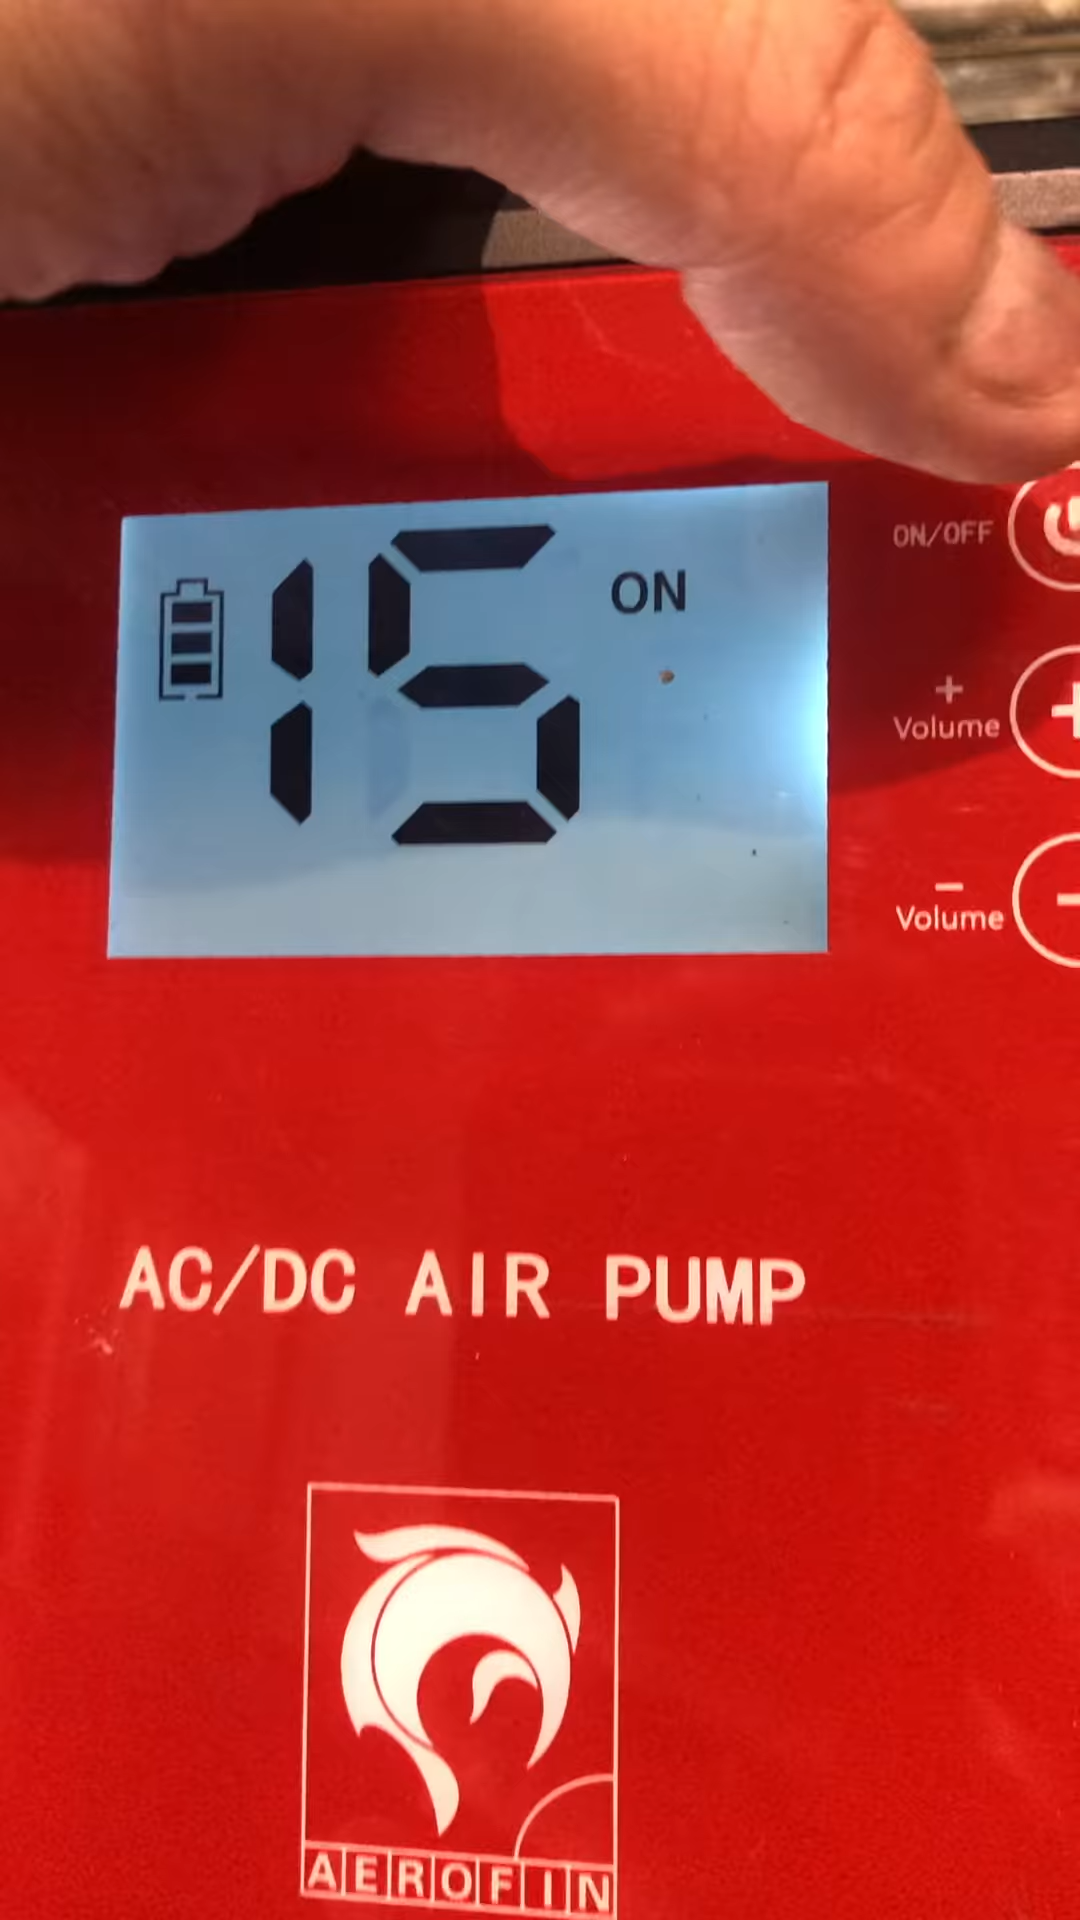 15 ON
ON/OFF
+
Volume
-
Volume
AC/DC AIR PUMP
AEROFIN